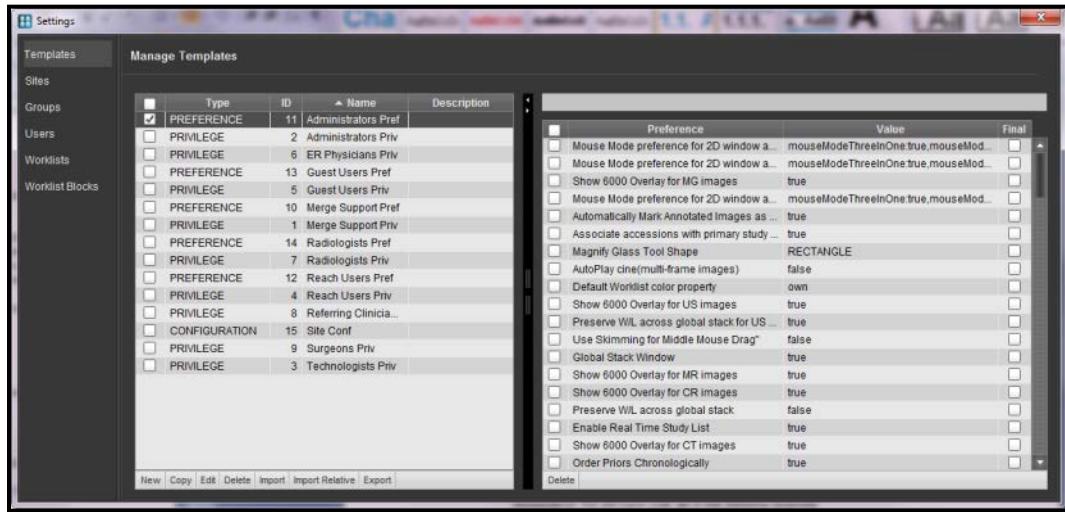 Settings
Templates
Sites
Groups
Users
Worklists
Worklist Blocks
Manage Templates
Type ID Name Description
PREFERENCE 11 Administrators Pref
PRIVILEGE 2 Administrators Priv
PRIVILEGE 6 ER Physicians Priv
PREFERENCE 13 Guest Users Pref
PRIVILEGE 5 Guest Users Priv
PREFERENCE 10 Merge Support Pref
PRIVILEGE 1 Merge Support Priv
PREFERENCE 14 Radiologists Pref
PRIVILEGE 7 Radiologists Priv
PREFERENCE 12 Reach Users Pref
PRIVILEGE 4 Reach Users Priv
PRIVILEGE 8 Referring Clinicia...
CONFIGURATION 15 Site Conf
PRIVILEGE 9 Surgeons Priv
PRIVILEGE 3 Technologists Priv
New Copy Edit Delete Import Import Relative Export
Preference Value Final
Mouse Mode preference for 2D window a... mouseModeThreeInOne:true,mouseMod...
Mouse Mode preference for 2D window a... mouseModeThreeInOne:true,mouseMod...
Show 6000 Overlay for MG images true
Mouse Mode preference for 2D window a... mouseModeThreeInOne:true,mouseMod...
Automatically Mark Annotated Images as ... true
Associate accessions with primary study ... true
Magnify Glass Tool Shape RECTANGLE
AutoPlay cine(multi-frame images) false
Default Worklist color property own
Show 6000 Overlay for US images true
Preserve W/L across global stack for US ... true
Use Skimming for Middle Mouse Drag" false
Global Stack Window true
Show 6000 Overlay for MR images true
Show 6000 Overlay for CR images true
Preserve W/L across global stack false
Enable Real Time Study List true
Show 6000 Overlay for CT images true
Order Priors Chronologically true
Delete